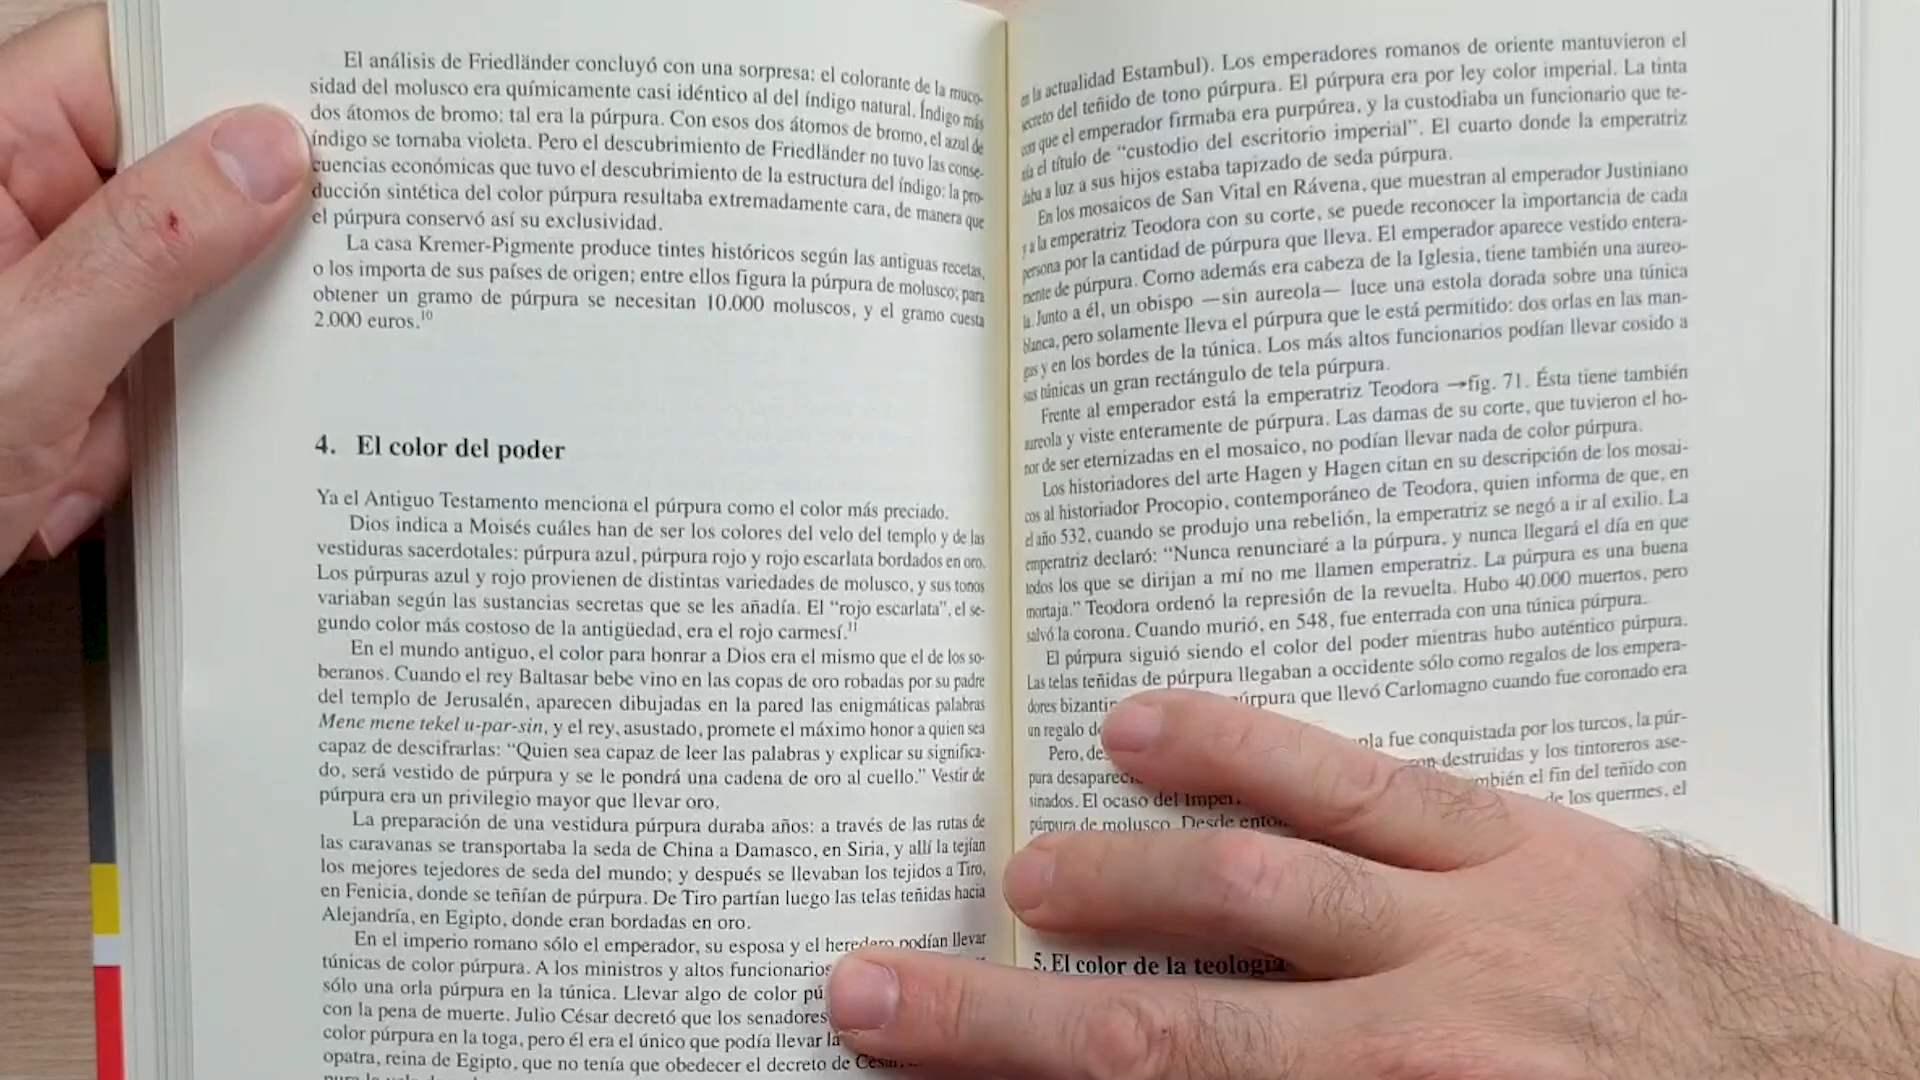 El análisis de Friedländer concluyó con una sorpresa: el colorante de la muco-
sidad del molusco era químicamente casi idéntico al del índigo natural. Índigo más
dos átomos de bromo: tal era la púrpura. Con esos dos átomos de bromo, el azul de
índigo se tornaba violeta. Pero el descubrimiento de Friedländer no tuvo las conse-
cuencias económicas que tuvo el descubrimiento de la estructura del índigo: la pro-
ducción sintética del color púrpura resultaba extremadamente cara, de manera que
el púrpura conservó así su exclusividad.
La casa Kremer-Pigmente produce tintes históricos según las antiguas recetas,
o los importa de sus países de origen; entre ellos figura la púrpura de molusco; para
obtener un gramo de púrpura se necesitan 10.000 moluscos, y el gramo cuesta
2.000 euros.10
4. El color del poder
Ya el Antiguo Testamento menciona el púrpura como el color más preciado.
Dios indica a Moisés cuáles han de ser los colores del velo del templo y de las
vestiduras sacerdotales: púrpura azul, púrpura rojo y rojo escarlata bordados en oro.
Los púrpuras azul y rojo provienen de distintas variedades de molusco, y sus tonos
variaban según las sustancias secretas que se les añadía. El “rojo escarlata”, el se-
gundo color más costoso de la antigüedad, era el rojo carmesí.11
En el mundo antiguo, el color para honrar a Dios era el mismo que el de los so-
beranos. Cuando el rey Baltasar bebe vino en las copas de oro robadas por su padre
del templo de Jerusalén, aparecen dibujadas en la pared las enigmáticas palabras
Mene mene tekel u-par-sin, y el rey, asustado, promete el máximo honor a quien sea
capaz de descifrarlas: “Quien sea capaz de leer las palabras y explicar su significa-
do, será vestido de púrpura y se le pondrá una cadena de oro al cuello.” Vestir de
púrpura era un privilegio mayor que llevar oro.
La preparación de una vestidura púrpura duraba años: a través de las rutas de
las caravanas se transportaba la seda de China a Damasco, en Siria, y allí la tejían
los mejores tejedores de seda del mundo; y después se llevaban los tejidos a Tiro,
en Fenicia, donde se teñían de púrpura. De Tiro partían luego las telas teñidas hacia
Alejandría, en Egipto, donde eran bordadas en oro.
En el imperio romano sólo el emperador, su esposa y el heredero podían llevar
túnicas de color púrpura. A los ministros y altos funcionarios
sólo una orla púrpura en la túnica. Llevar algo de color pú
con la pena de muerte. Julio César decretó que los senadores
color púrpura en la toga, pero él era el único que podía llevar la
opatra, reina de Egipto, que no tenía que obedecer el decreto de César,
en la actualidad Estambul). Los emperadores romanos de oriente mantuvieron el
secreto del teñido de tono púrpura. El púrpura era por ley color imperial. La tinta
con que el emperador firmaba era purpúrea, y la custodiaba un funcionario que te-
nía el título de “custodio del escritorio imperial”. El cuarto donde la emperatriz
daba a luz a sus hijos estaba tapizado de seda púrpura.
En los mosaicos de San Vital en Rávena, que muestran al emperador Justiniano
y a la emperatriz Teodora con su corte, se puede reconocer la importancia de cada
persona por la cantidad de púrpura que lleva. El emperador aparece vestido entera-
mente de púrpura. Como además era cabeza de la Iglesia, tiene también una aureo-
la. Junto a él, un obispo —sin aureola— luce una estola dorada sobre una túnica
blanca, pero solamente lleva el púrpura que le está permitido: dos orlas en las man-
gas y en los bordes de la túnica. Los más altos funcionarios podían llevar cosido a
sus túnicas un gran rectángulo de tela púrpura.
Frente al emperador está la emperatriz Teodora →fig. 71. Ésta tiene también
aureola y viste enteramente de púrpura. Las damas de su corte, que tuvieron el ho-
nor de ser eternizadas en el mosaico, no podían llevar nada de color púrpura.
Los historiadores del arte Hagen y Hagen citan en su descripción de los mosai-
cos al historiador Procopio, contemporáneo de Teodora, quien informa de que, en
el año 532, cuando se produjo una rebelión, la emperatriz se negó a ir al exilio. La
emperatriz declaró: “Nunca renunciaré a la púrpura, y nunca llegará el día en que
todos los que se dirijan a mí no me llamen emperatriz. La púrpura es una buena
mortaja.” Teodora ordenó la represión de la revuelta. Hubo 40.000 muertos, pero
salvó la corona. Cuando murió, en 548, fue enterrada con una túnica púrpura.
El púrpura siguió siendo el color del poder mientras hubo auténtico púrpura.
Las telas teñidas de púrpura llegaban a occidente sólo como regalos de los empera-
dores bizantin púrpura que llevó Carlomagno cuando fue coronado era
un regalo de
Pero, de pla fue conquistada por los turcos, la púr-
pura desapareci on destruidas y los tintoreros ase-
sinados. El ocaso del Imper mbién el fin del teñido con
púrpura de molusco. Desde enton de los quermes, el
5. El color de la teología